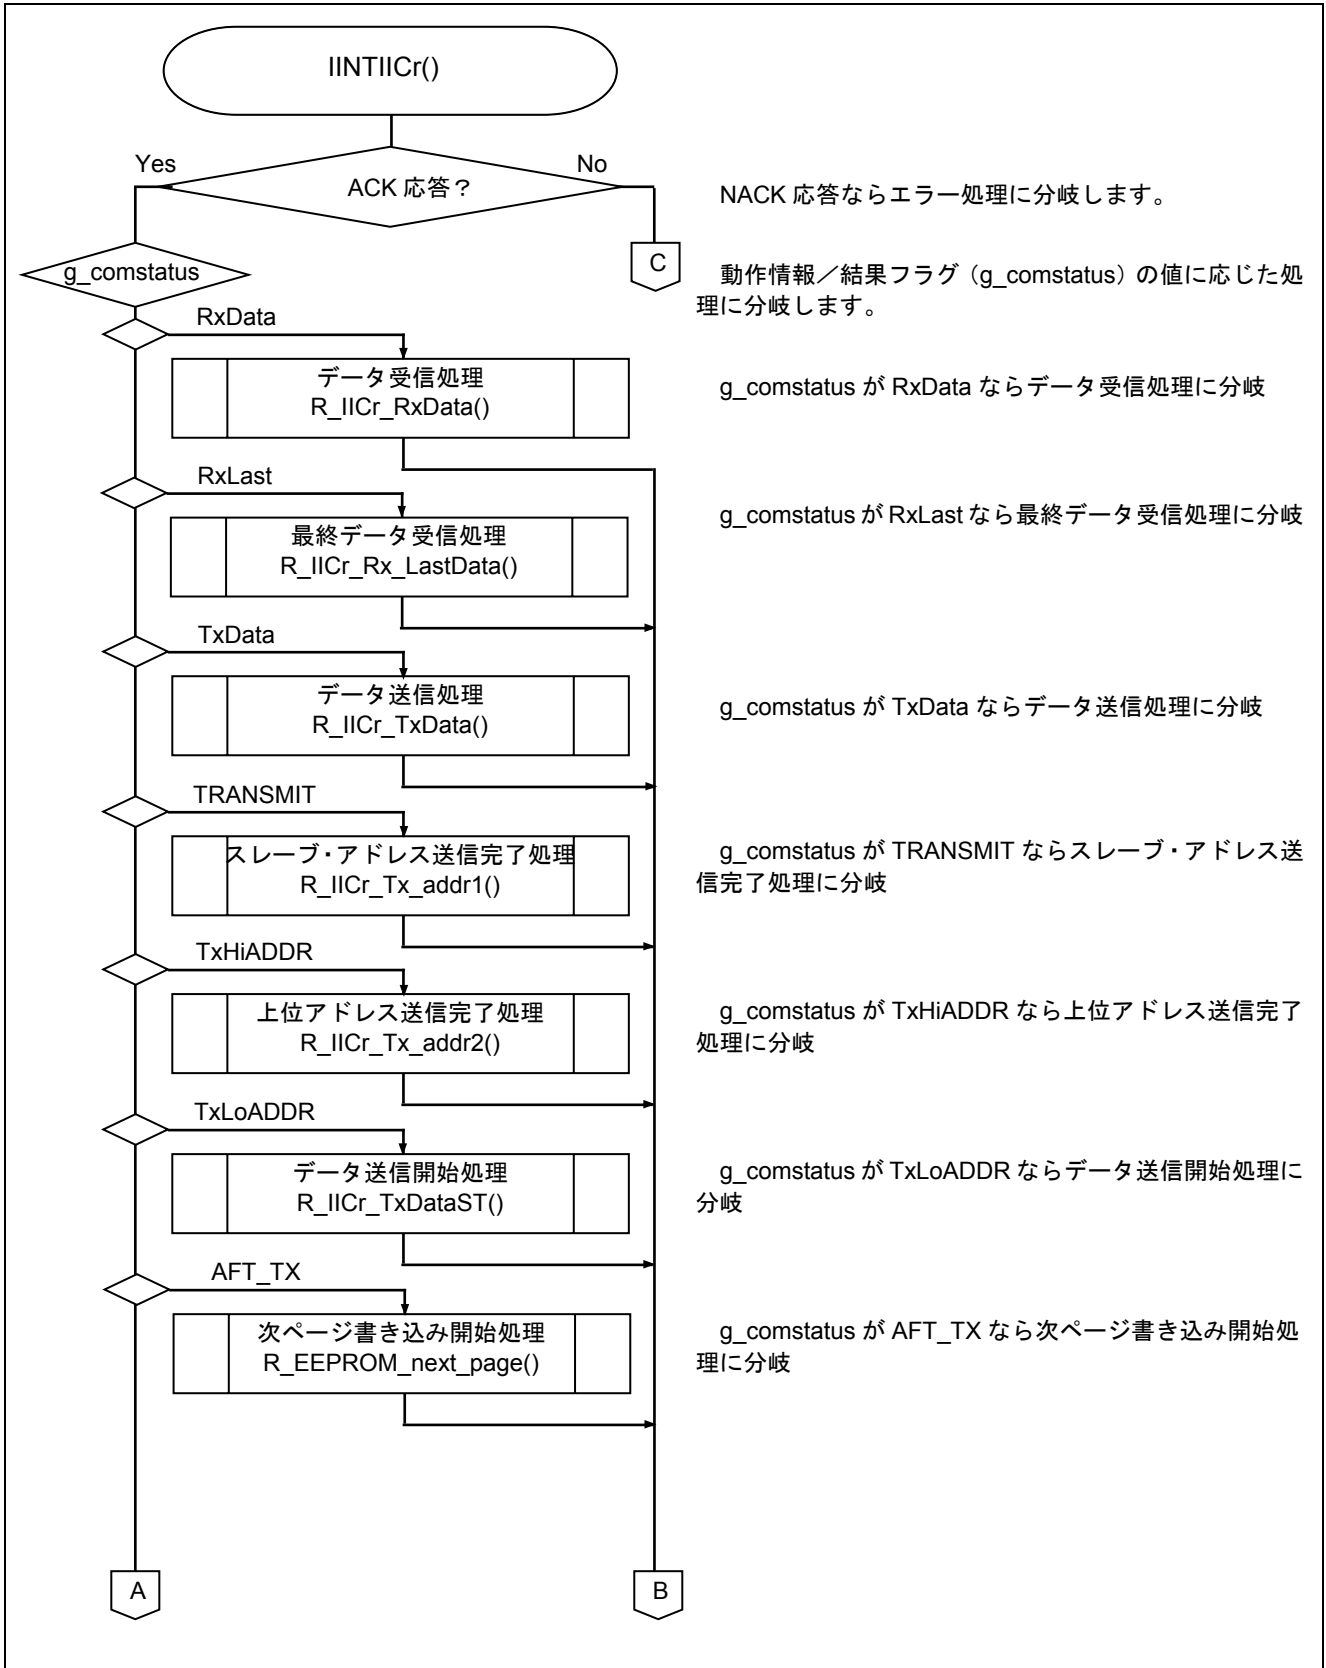 IINTIICr()
Yes
No
ACK 応答？
NACK 応答ならエラー処理に分岐します。
g_comstatus
C
動作情報／結果フラグ（g_comstatus）の値に応じた処
理に分岐します。
RxData
データ受信処理
R_IICr_RxData()
g_comstatus が RxData ならデータ受信処理に分岐
RxLast
最終データ受信処理
R_IICr_Rx_LastData()
g_comstatus が RxLast なら最終データ受信処理に分岐
TxData
データ送信処理
R_IICr_TxData()
g_comstatus が TxData ならデータ送信処理に分岐
TRANSMIT
スレーブ・アドレス送信完了処理
R_IICr_Tx_addr1()
g_comstatus が TRANSMIT ならスレーブ・アドレス送
信完了処理に分岐
TxHiADDR
上位アドレス送信完了処理
R_IICr_Tx_addr2()
g_comstatus が TxHiADDR なら上位アドレス送信完了
処理に分岐
TxLoADDR
データ送信開始処理
R_IICr_TxDataST()
g_comstatus が TxLoADDR ならデータ送信開始処理に
分岐
AFT_TX
次ページ書き込み開始処理
R_EEPROM_next_page()
g_comstatus が AFT_TX なら次ページ書き込み開始処
理に分岐
A
B